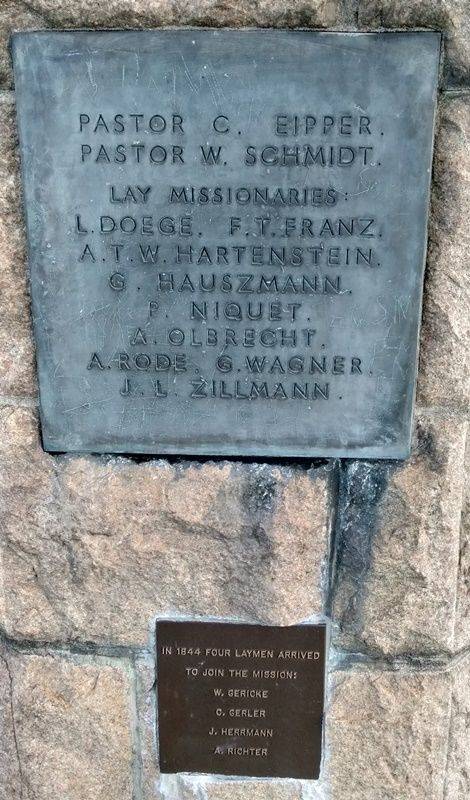 PASTOR C. EIPPER.
PASTOR W. SCHMIDT.
LAY MISSIONARIES:
L. DOEGE. F. T. FRANZ.
A. T. W. HARTENSTEIN.
G. HAUSZMANN.
P. NIQUET.
A. OLBRECHT.
A. RODE. G. WAGNER.
J. L. ZILLMANN.
IN 1844 FOUR LAYMEN ARRIVED
TO JOIN THE MISSION:
W. GERICKE
C. GERLER
J. HERRMANN
A. RICHTER